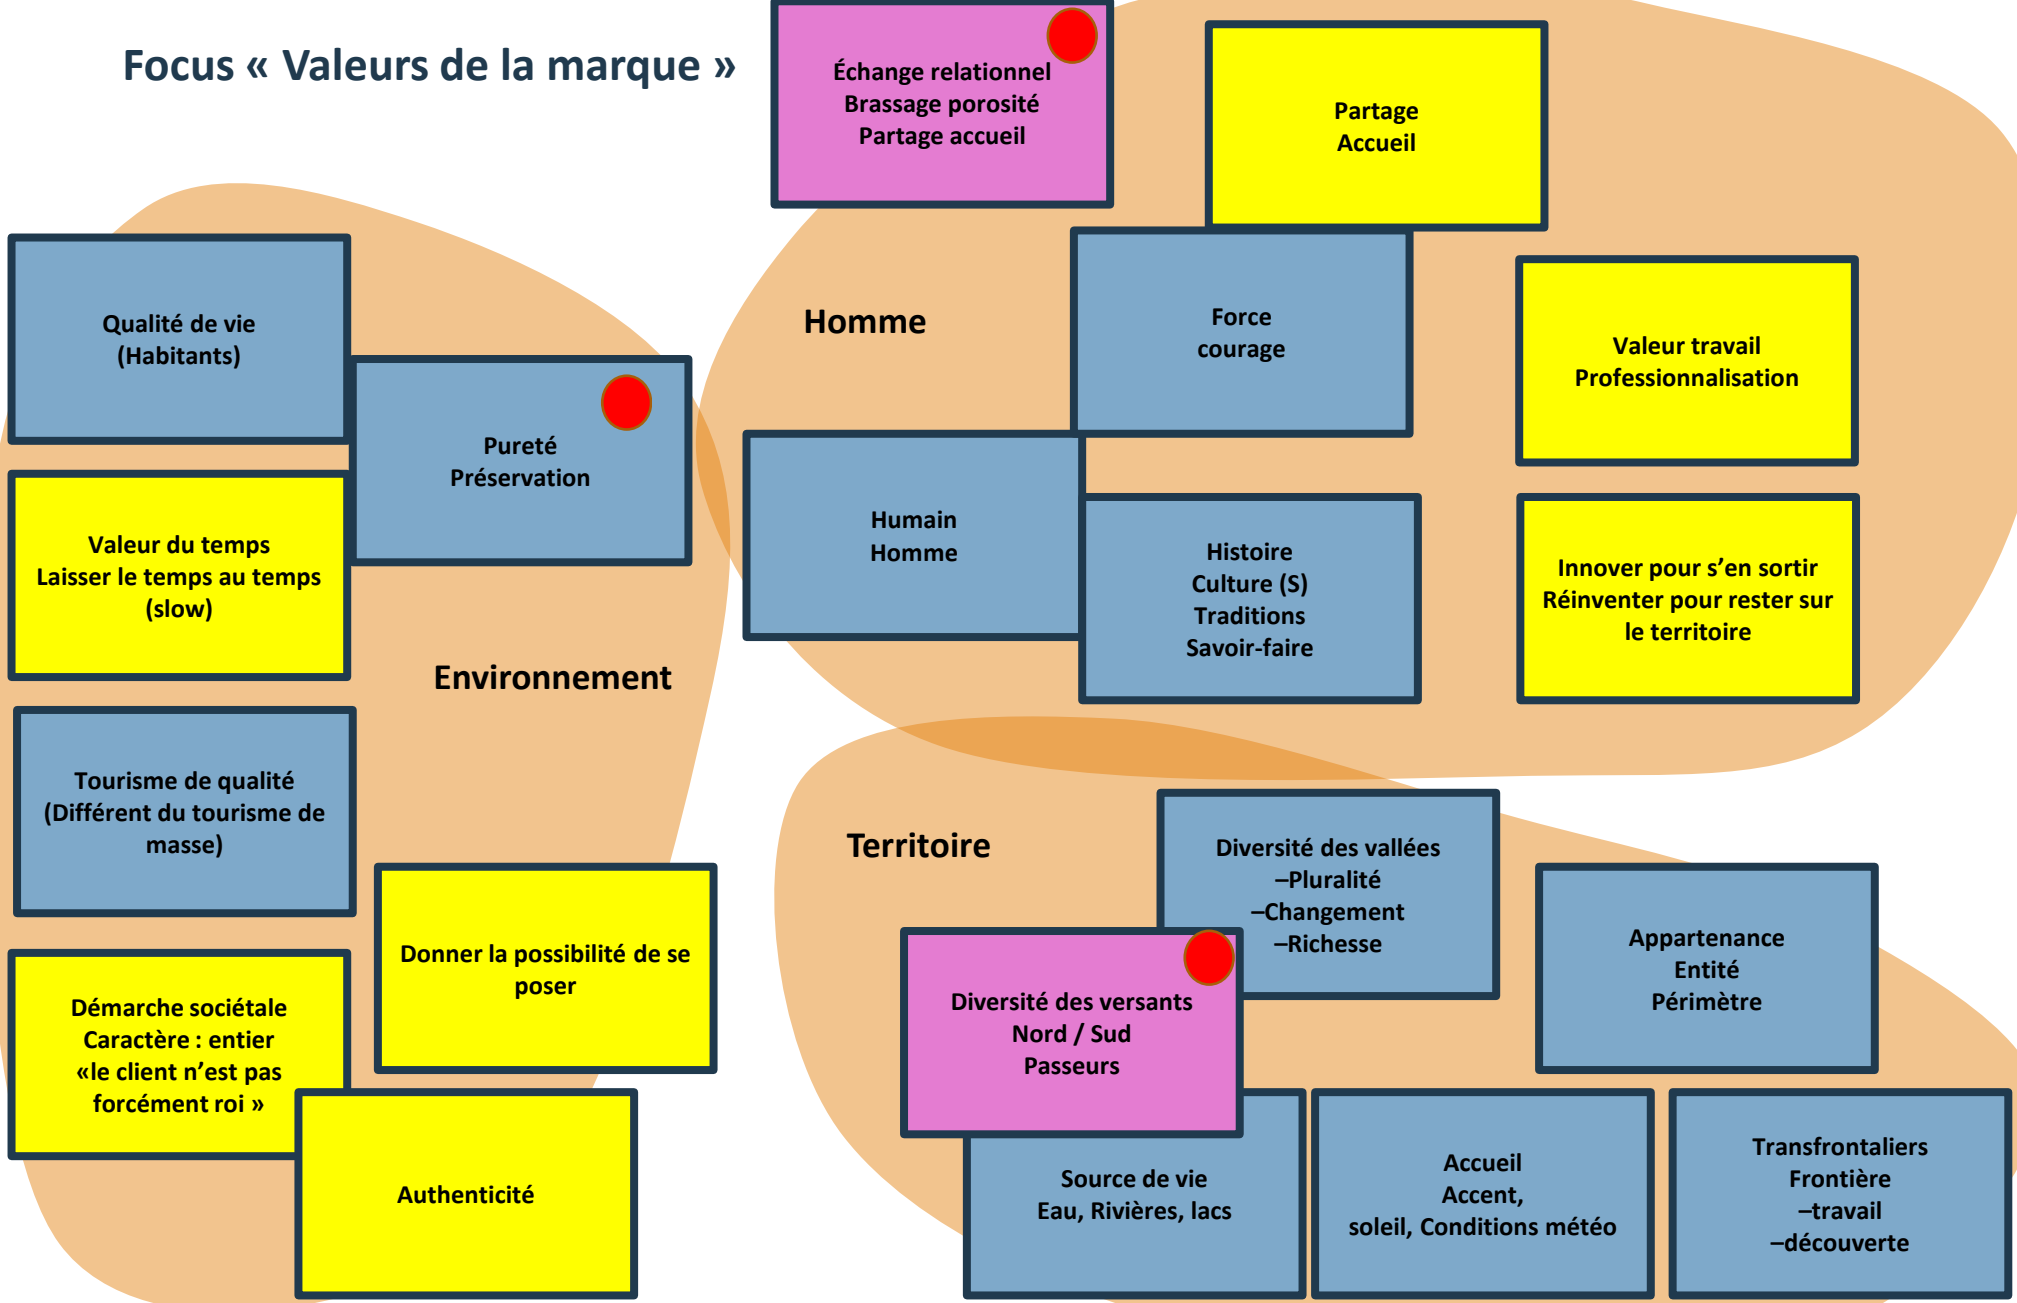 Focus « Valeurs de la marque »
Échange relationnel
Brassage porosité
Partage accueil
Partage
Accueil
Homme
Force
courage
Valeur travail
Professionnalisation
Humain
Homme
Histoire
Culture (S)
Traditions
Savoir-faire
Innover pour s’en sortir
Réinventer pour rester sur
le territoire
Qualité de vie
(Habitants)
Pureté
Préservation
Valeur du temps
Laisser le temps au temps
(slow)
Environnement
Tourisme de qualité
(Différent du tourisme de
masse)
Donner la possibilité de se
poser
Démarche sociétale
Caractère : entier
«le client n’est pas
forcément roi »
Authenticité
Territoire
Diversité des vallées
–Pluralité
–Changement
–Richesse
Appartenance
Entité
Périmètre
Diversité des versants
Nord / Sud
Passeurs
Source de vie
Eau, Rivières, lacs
Accueil
Accent,
soleil, Conditions météo
Transfrontaliers
Frontière
–travail
–découverte